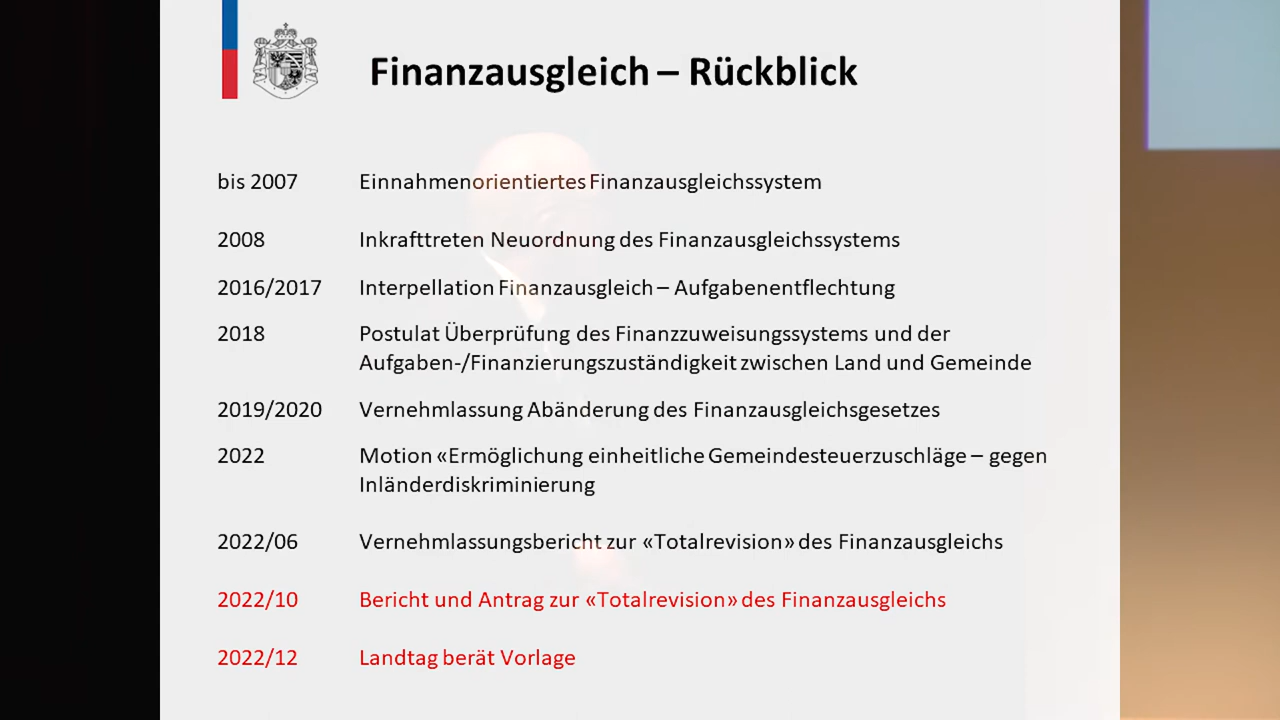 Finanzausgleich – Rückblick
bis 2007 Einnahmenorientiertes Finanzausgleichssystem
2008 Inkrafttreten Neuordnung des Finanzausgleichssystems
2016/2017 Interpellation Finanzausgleich – Aufgabenentflechtung
2018 Postulat Überprüfung des Finanzzuweisungssystems und der
Aufgaben-/Finanzierungszuständigkeit zwischen Land und Gemeinde
2019/2020 Vernehmlassung Abänderung des Finanzausgleichsgesetzes
2022 Motion «Ermöglichung einheitliche Gemeindesteuerzuschläge – gegen
Inländerdiskriminierung
2022/06 Vernehmlassungsbericht zur «Totalrevision» des Finanzausgleichs
2022/10 Bericht und Antrag zur «Totalrevision» des Finanzausgleichs
2022/12 Landtag berät Vorlage